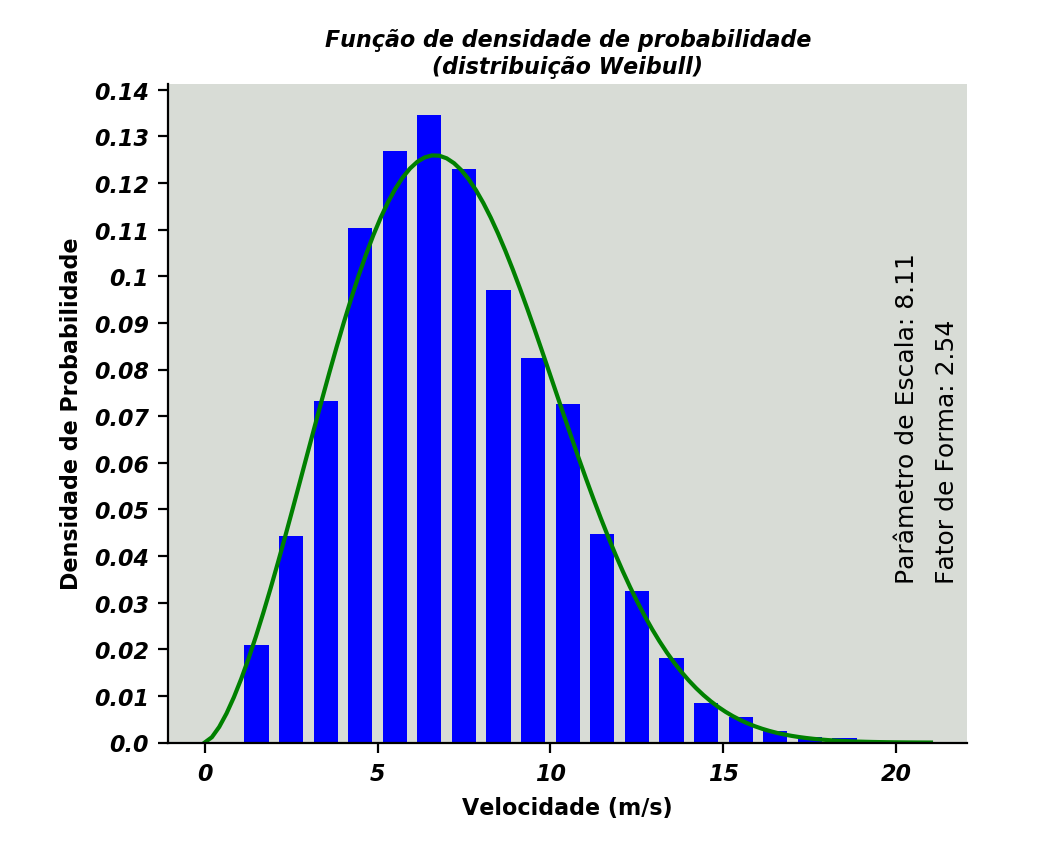 Função de densidade de probabilidade
(distribuição Weibull)
0.14
0.13
0.12
0.11
0.1
0.09
0.08
0.07
0.06
0.05
0.04
0.03
0.02
0.01
0.0
Densidade de Probabilidade
Parâmetro de Escala: 8.11
Fator de Forma: 2.54
0 5 10 15 20
Velocidade (m/s)